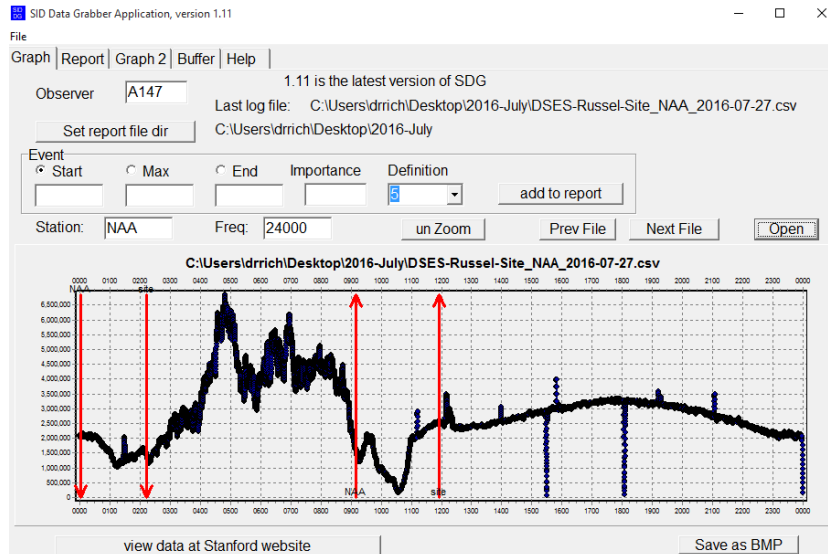 SID DG SID Data Grabber Application, version 1.11
File
Graph Report Graph 2 Buffer Help
Observer A147 1.11 is the latest version of SDG
Last log file: C:\Users\drrich\Desktop\2016-July\DSES-Russel-Site_NAA_2016-07-27.csv
Set report file dir C:\Users\drrich\Desktop\2016-July
Event
Start Max End Importance Definition
5 add to report
Station: NAA Freq: 24000 un Zoom Prev File Next File Open
C:\Users\drrich\Desktop\2016-July\DSES-Russel-Site_NAA_2016-07-27.csv
0000 0100 0200 0300 0400 0500 0600 0700 0800 0900 1000 1100 1200 1300 1400 1500 1600 1700 1800 1900 2000 2100 2200 2300 0000
NAA site
6,500,000
6,000,000
5,500,000
5,000,000
4,500,000
4,000,000
3,500,000
3,000,000
2,500,000
2,000,000
1,500,000
1,000,000
500,000
0
NAA site
0000 0100 0200 0300 0400 0500 0600 0700 0800 0900 1000 1100 1200 1300 1400 1500 1600 1700 1800 1900 2000 2100 2200 2300 0000
view data at Stanford website Save as BMP